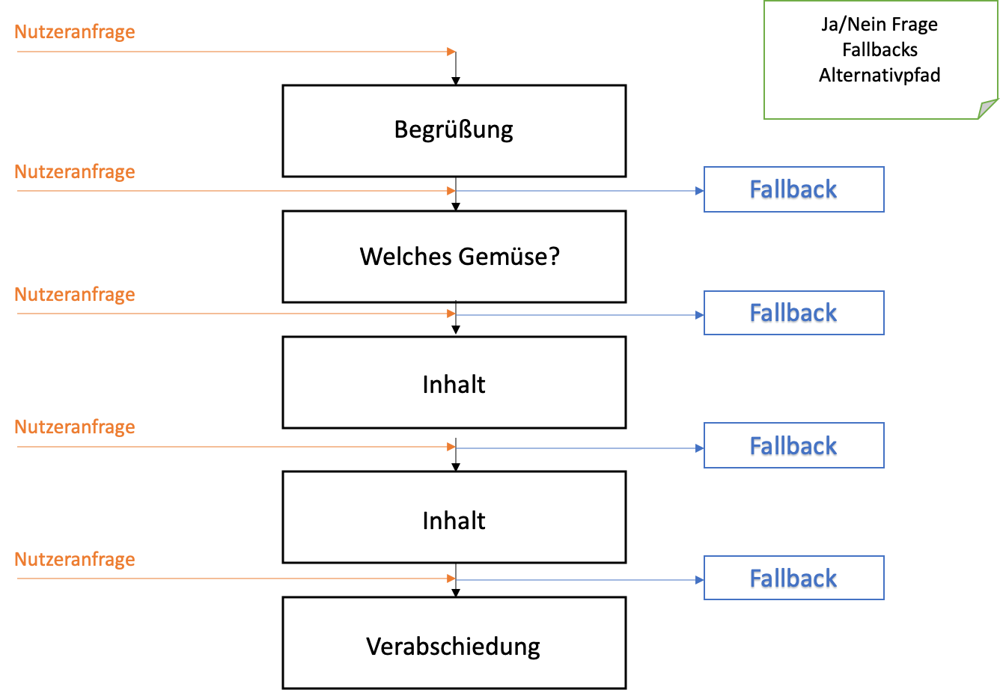 Nutzeranfrage
Ja/Nein Frage
Fallbacks
Alternativpfad
Begrüßung
Nutzeranfrage
Fallback
Welches Gemüse?
Nutzeranfrage
Fallback
Inhalt
Nutzeranfrage
Fallback
Inhalt
Nutzeranfrage
Fallback
Verabschiedung